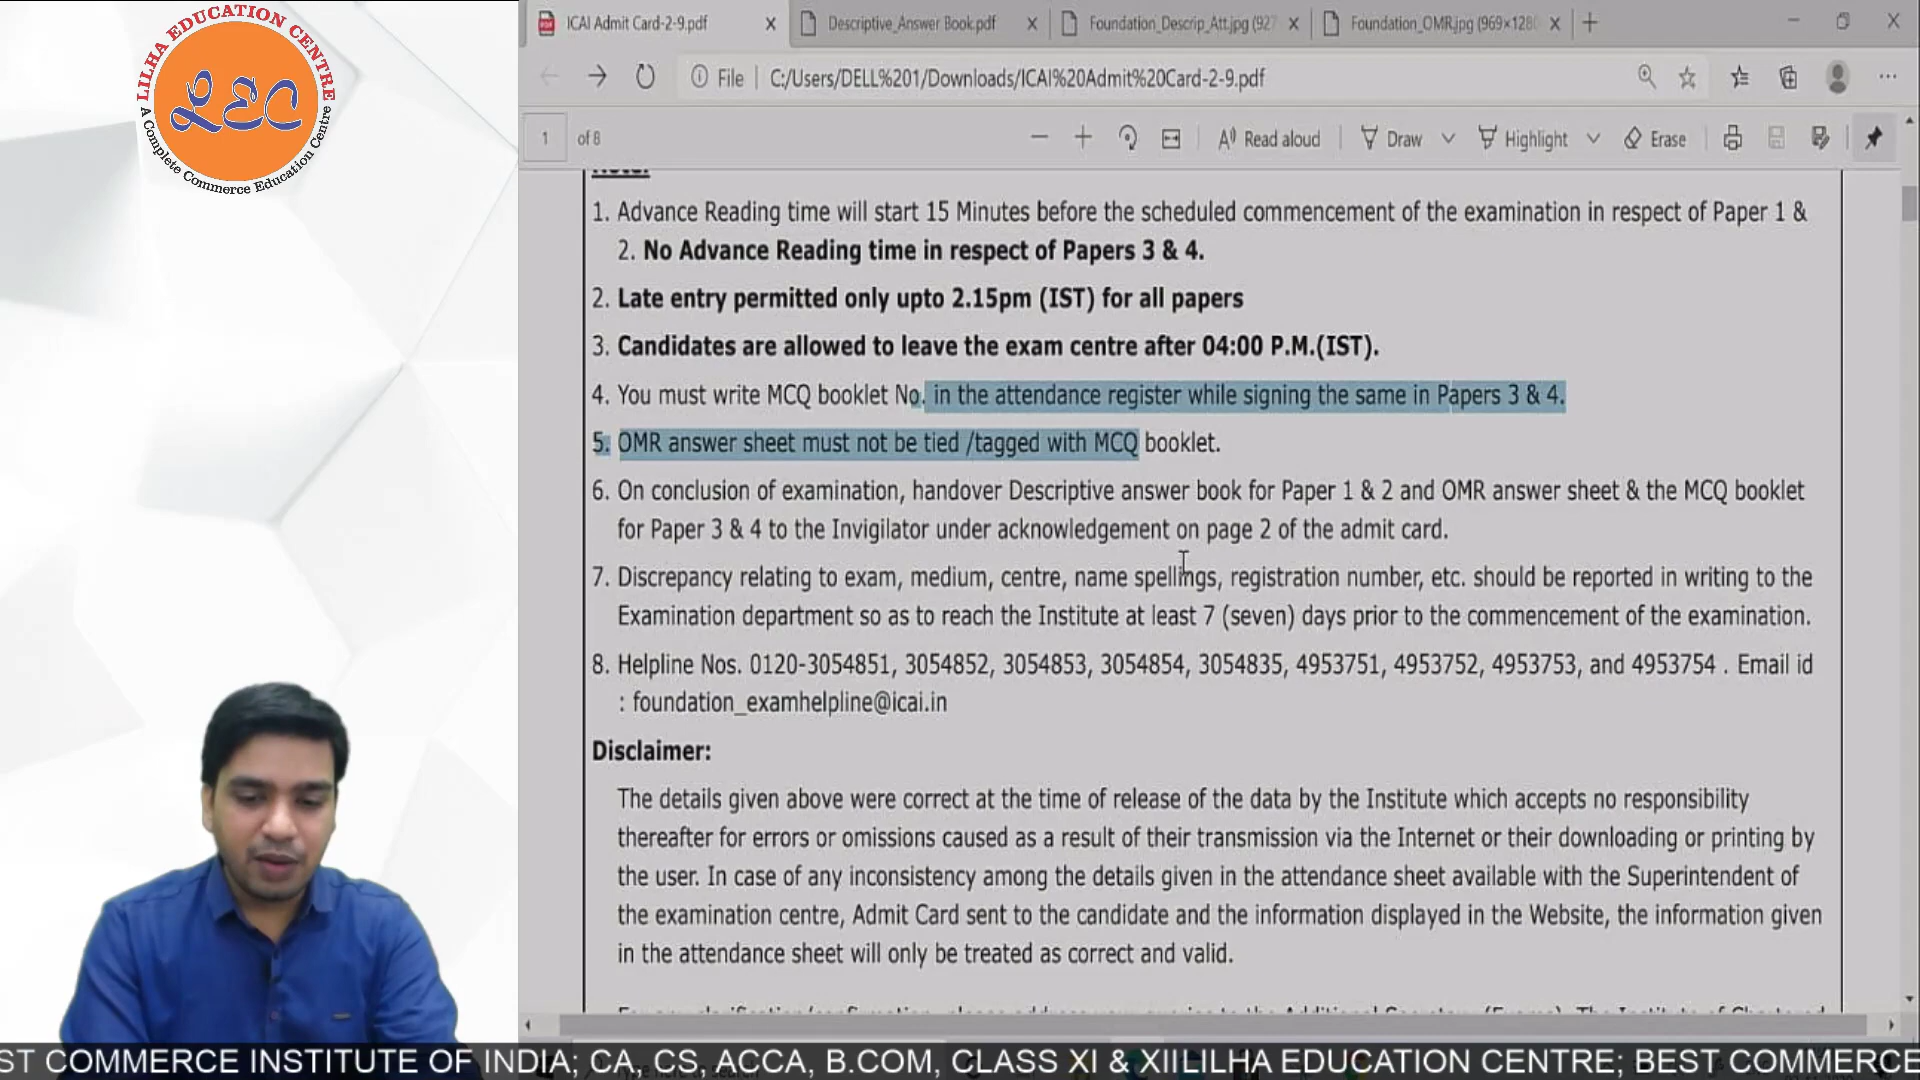 LILHA EDUCATION CENTRE
LEC
A Complete Commerce Education Centre
ICAI Admit Card-2-9.pdf
Descriptive_Answer Book.pdf
Foundation_Descrip_Att.jpg (927
Foundation_OMR.jpg (969×128
File C:/Users/DELL%201/Downloads/ICAI%20Admit%20Card-2-9.pdf
1 of 8
Read aloud
Draw
Highlight
Erase
Note:
1. Advance Reading time will start 15 Minutes before the scheduled commencement of the examination in respect of Paper 1 &
2. No Advance Reading time in respect of Papers 3 & 4.
2. Late entry permitted only upto 2.15pm (IST) for all papers
3. Candidates are allowed to leave the exam centre after 04:00 P.M.(IST).
4. You must write MCQ booklet No. in the attendance register while signing the same in Papers 3 & 4.
5. OMR answer sheet must not be tied /tagged with MCQ booklet.
6. On conclusion of examination, handover Descriptive answer book for Paper 1 & 2 and OMR answer sheet & the MCQ booklet
for Paper 3 & 4 to the Invigilator under acknowledgement on page 2 of the admit card.
7. Discrepancy relating to exam, medium, centre, name spellings, registration number, etc. should be reported in writing to the
Examination department so as to reach the Institute at least 7 (seven) days prior to the commencement of the examination.
8. Helpline Nos. 0120-3054851, 3054852, 3054853, 3054854, 3054835, 4953751, 4953752, 4953753, and 4953754 . Email id
: foundation_examhelpline@icai.in
Disclaimer:
The details given above were correct at the time of release of the data by the Institute which accepts no responsibility
thereafter for errors or omissions caused as a result of their transmission via the Internet or their downloading or printing by
the user. In case of any inconsistency among the details given in the attendance sheet available with the Superintendent of
the examination centre, Admit Card sent to the candidate and the information displayed in the Website, the information given
in the attendance sheet will only be treated as correct and valid.
ST COMMERCE INSTITUTE OF INDIA; CA, CS, ACCA, B.COM, CLASS XI & XIILILHA EDUCATION CENTRE; BEST COMMERCE